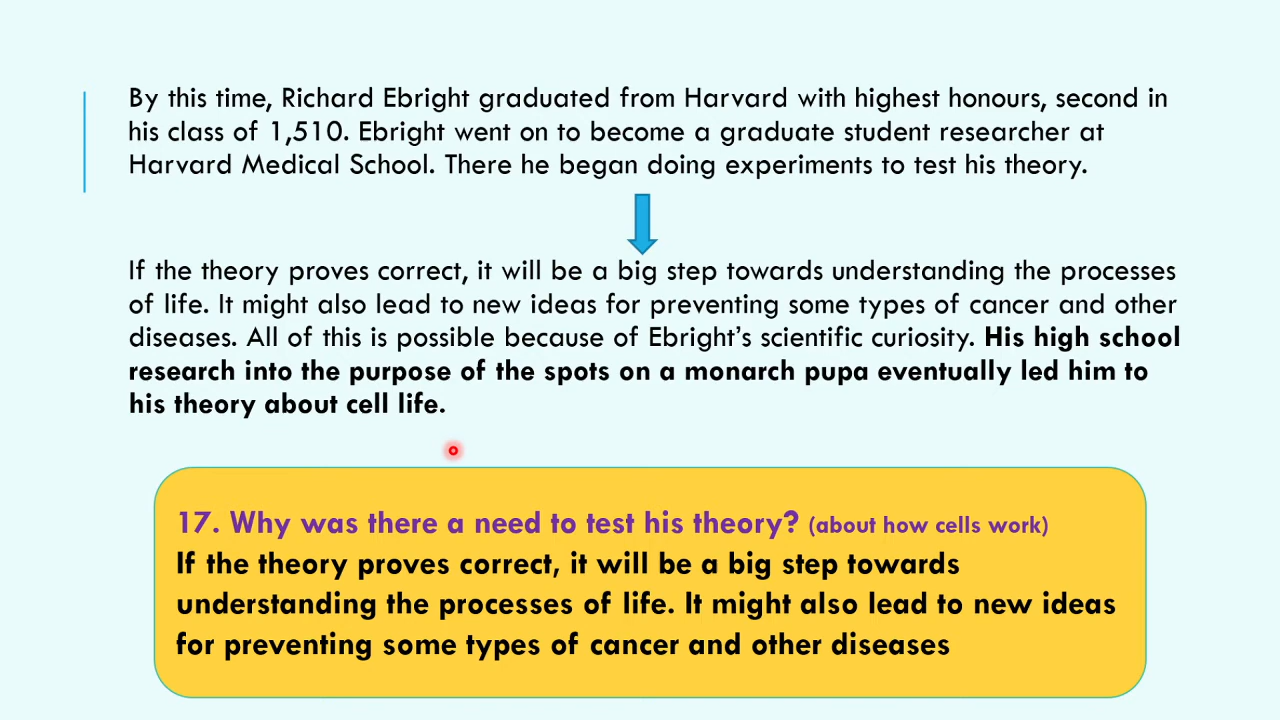 By this time, Richard Ebright graduated from Harvard with highest honours, second in
his class of 1,510. Ebright went on to become a graduate student researcher at
Harvard Medical School. There he began doing experiments to test his theory.
If the theory proves correct, it will be a big step towards understanding the processes
of life. It might also lead to new ideas for preventing some types of cancer and other
diseases. All of this is possible because of Ebright’s scientific curiosity. His high school
research into the purpose of the spots on a monarch pupa eventually led him to
his theory about cell life.
17. Why was there a need to test his theory? (about how cells work)
If the theory proves correct, it will be a big step towards
understanding the processes of life. It might also lead to new ideas
for preventing some types of cancer and other diseases